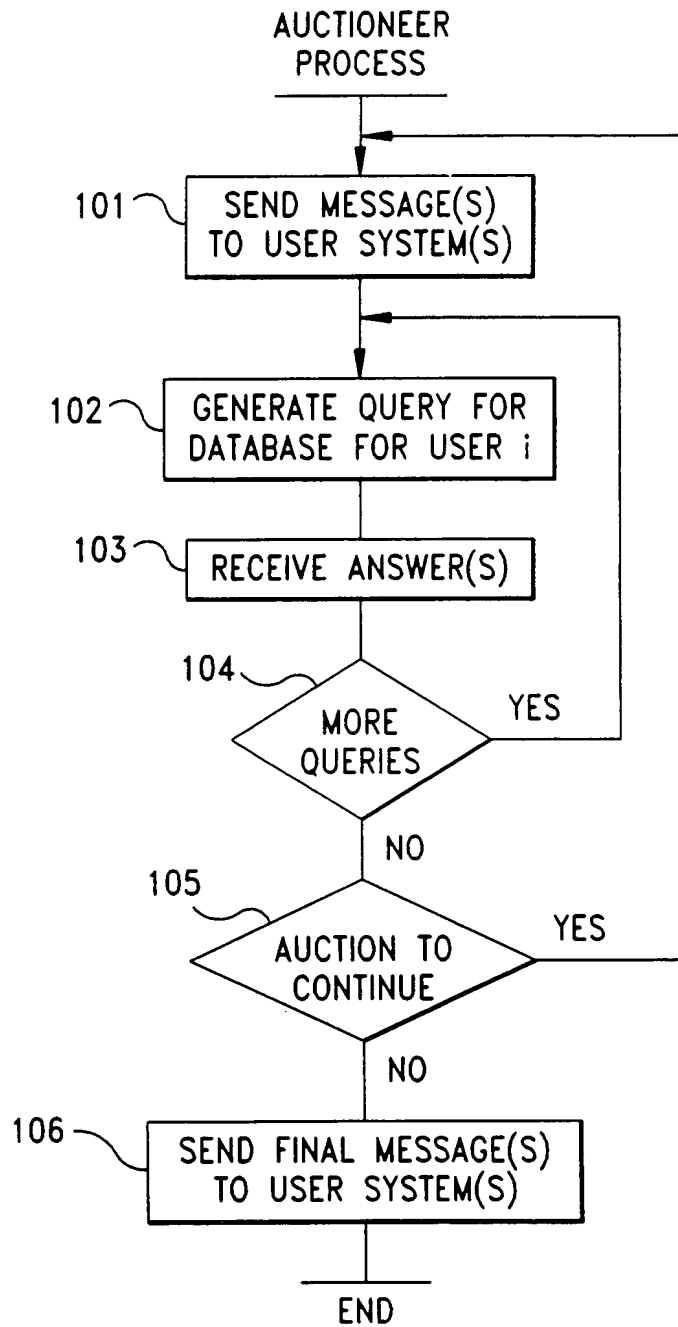 AUCTIONEER
PROCESS
101
SEND MESSAGE(S)
TO USER SYSTEM(S)
102
GENERATE QUERY FOR
DATABASE FOR USER i
103
RECEIVE ANSWER(S)
104
MORE
QUERIES
YES
NO
105
AUCTION TO
CONTINUE
YES
NO
106
SEND FINAL MESSAGE(S)
TO USER SYSTEM(S)
END